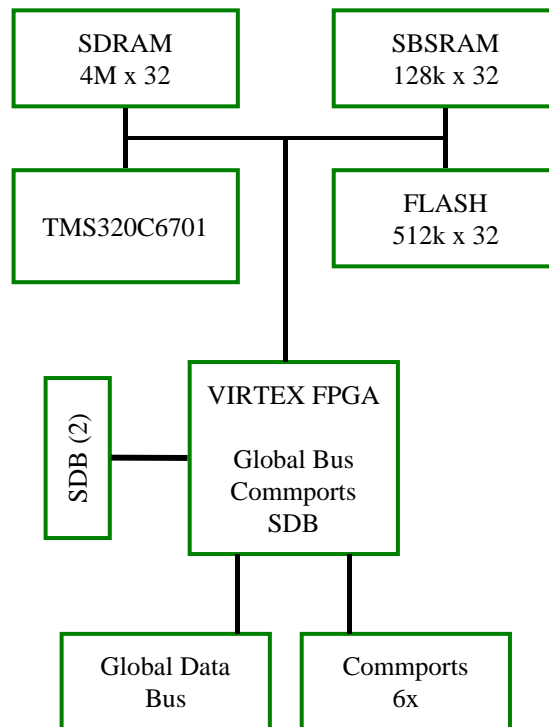 SDRAM
4M x 32
SBSRAM
128k x 32
TMS320C6701
FLASH
512k x 32
VIRTEX FPGA
Global Bus
Commports
SDB
SDB (2)
Global Data
Bus
Commports
6x